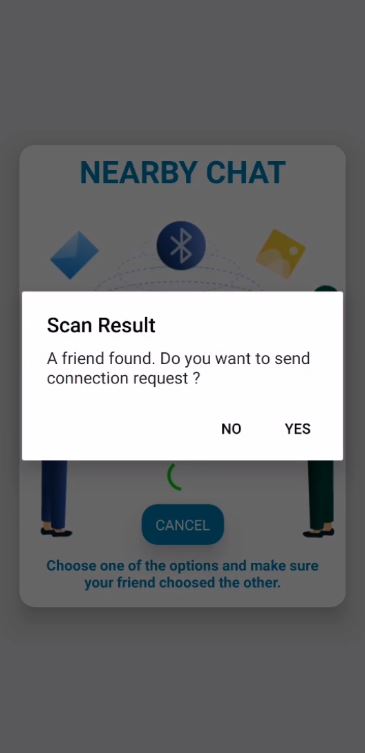 NEARBY CHAT
Scan Result
A friend found. Do you want to send
connection request ?
NO YES
CANCEL
Choose one of the options and make sure
your friend choosed the other.